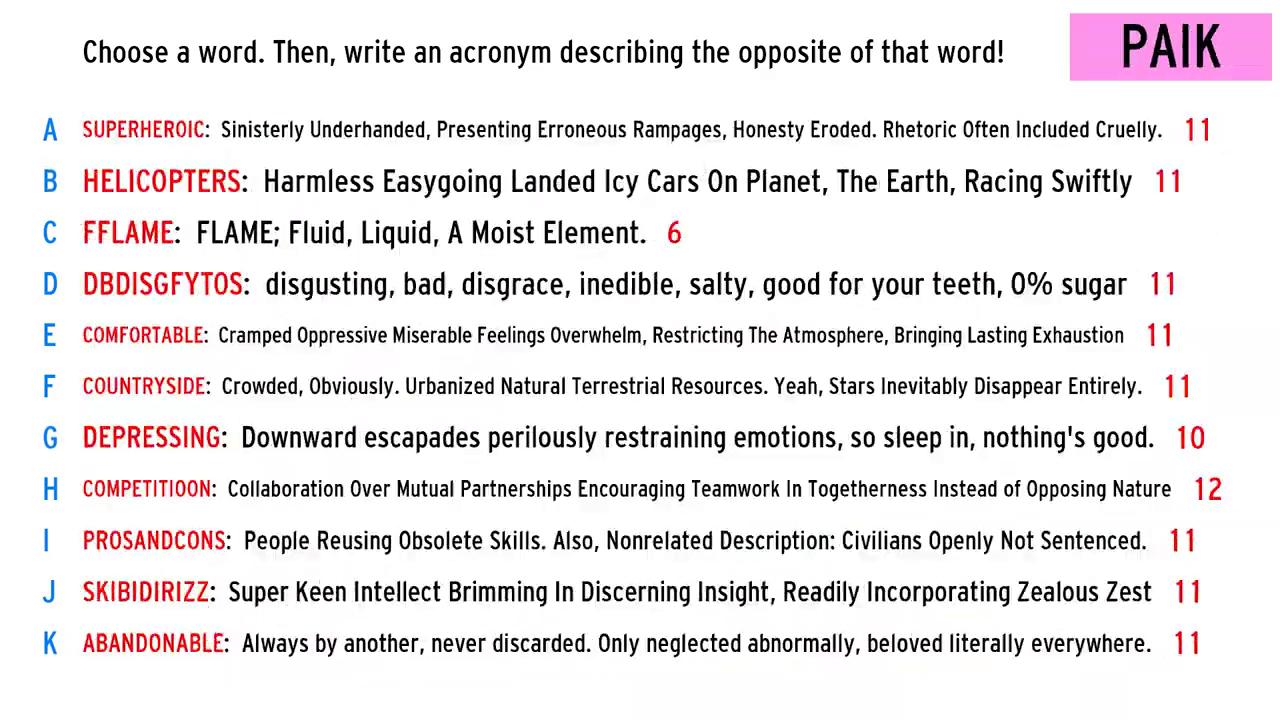 Choose a word. Then, write an acronym describing the opposite of that word!
PAIK
A SUPERHEROIC: Sinisterly Underhanded, Presenting Erroneous Rampages, Honesty Eroded. Rhetoric Often Included Cruelly. 11
B HELICOPTERS: Harmless Easygoing Landed Icy Cars On Planet, The Earth, Racing Swiftly 11
C FFLAME: FLAME; Fluid, Liquid, A Moist Element. 6
D DBDISGFYTOS: disgusting, bad, disgrace, inedible, salty, good for your teeth, 0% sugar 11
E COMFORTABLE: Cramped Oppressive Miserable Feelings Overwhelm, Restricting The Atmosphere, Bringing Lasting Exhaustion 11
F COUNTRYSIDE: Crowded, Obviously. Urbanized Natural Terrestrial Resources. Yeah, Stars Inevitably Disappear Entirely. 11
G DEPRESSING: Downward escapades perilously restraining emotions, so sleep in, nothing's good. 10
H COMPETITIOON: Collaboration Over Mutual Partnerships Encouraging Teamwork In Togetherness Instead of Opposing Nature 12
I PROSANDCONS: People Reusing Obsolete Skills. Also, Nonrelated Description: Civilians Openly Not Sentenced. 11
J SKIBIDIRIZZ: Super Keen Intellect Brimming In Discerning Insight, Readily Incorporating Zealous Zest 11
K ABANDONABLE: Always by another, never discarded. Only neglected abnormally, beloved literally everywhere. 11